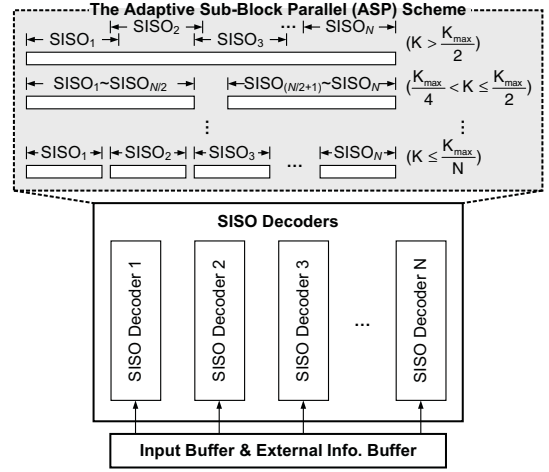 The Adaptive Sub-Block Parallel (ASP) Scheme
SISO1 SISO2 SISO3 ... SISON (K > Kmax/2)
SISO1~SISON/2 SISO(N/2+1)~SISON (Kmax/4 < K ≤ Kmax/2)
⋮ ⋮ ⋮
SISO1 SISO2 SISO3 ... SISON (K ≤ Kmax/N)
SISO Decoders
SISO Decoder 1
SISO Decoder 2
SISO Decoder 3
...
SISO Decoder N
Input Buffer & External Info. Buffer